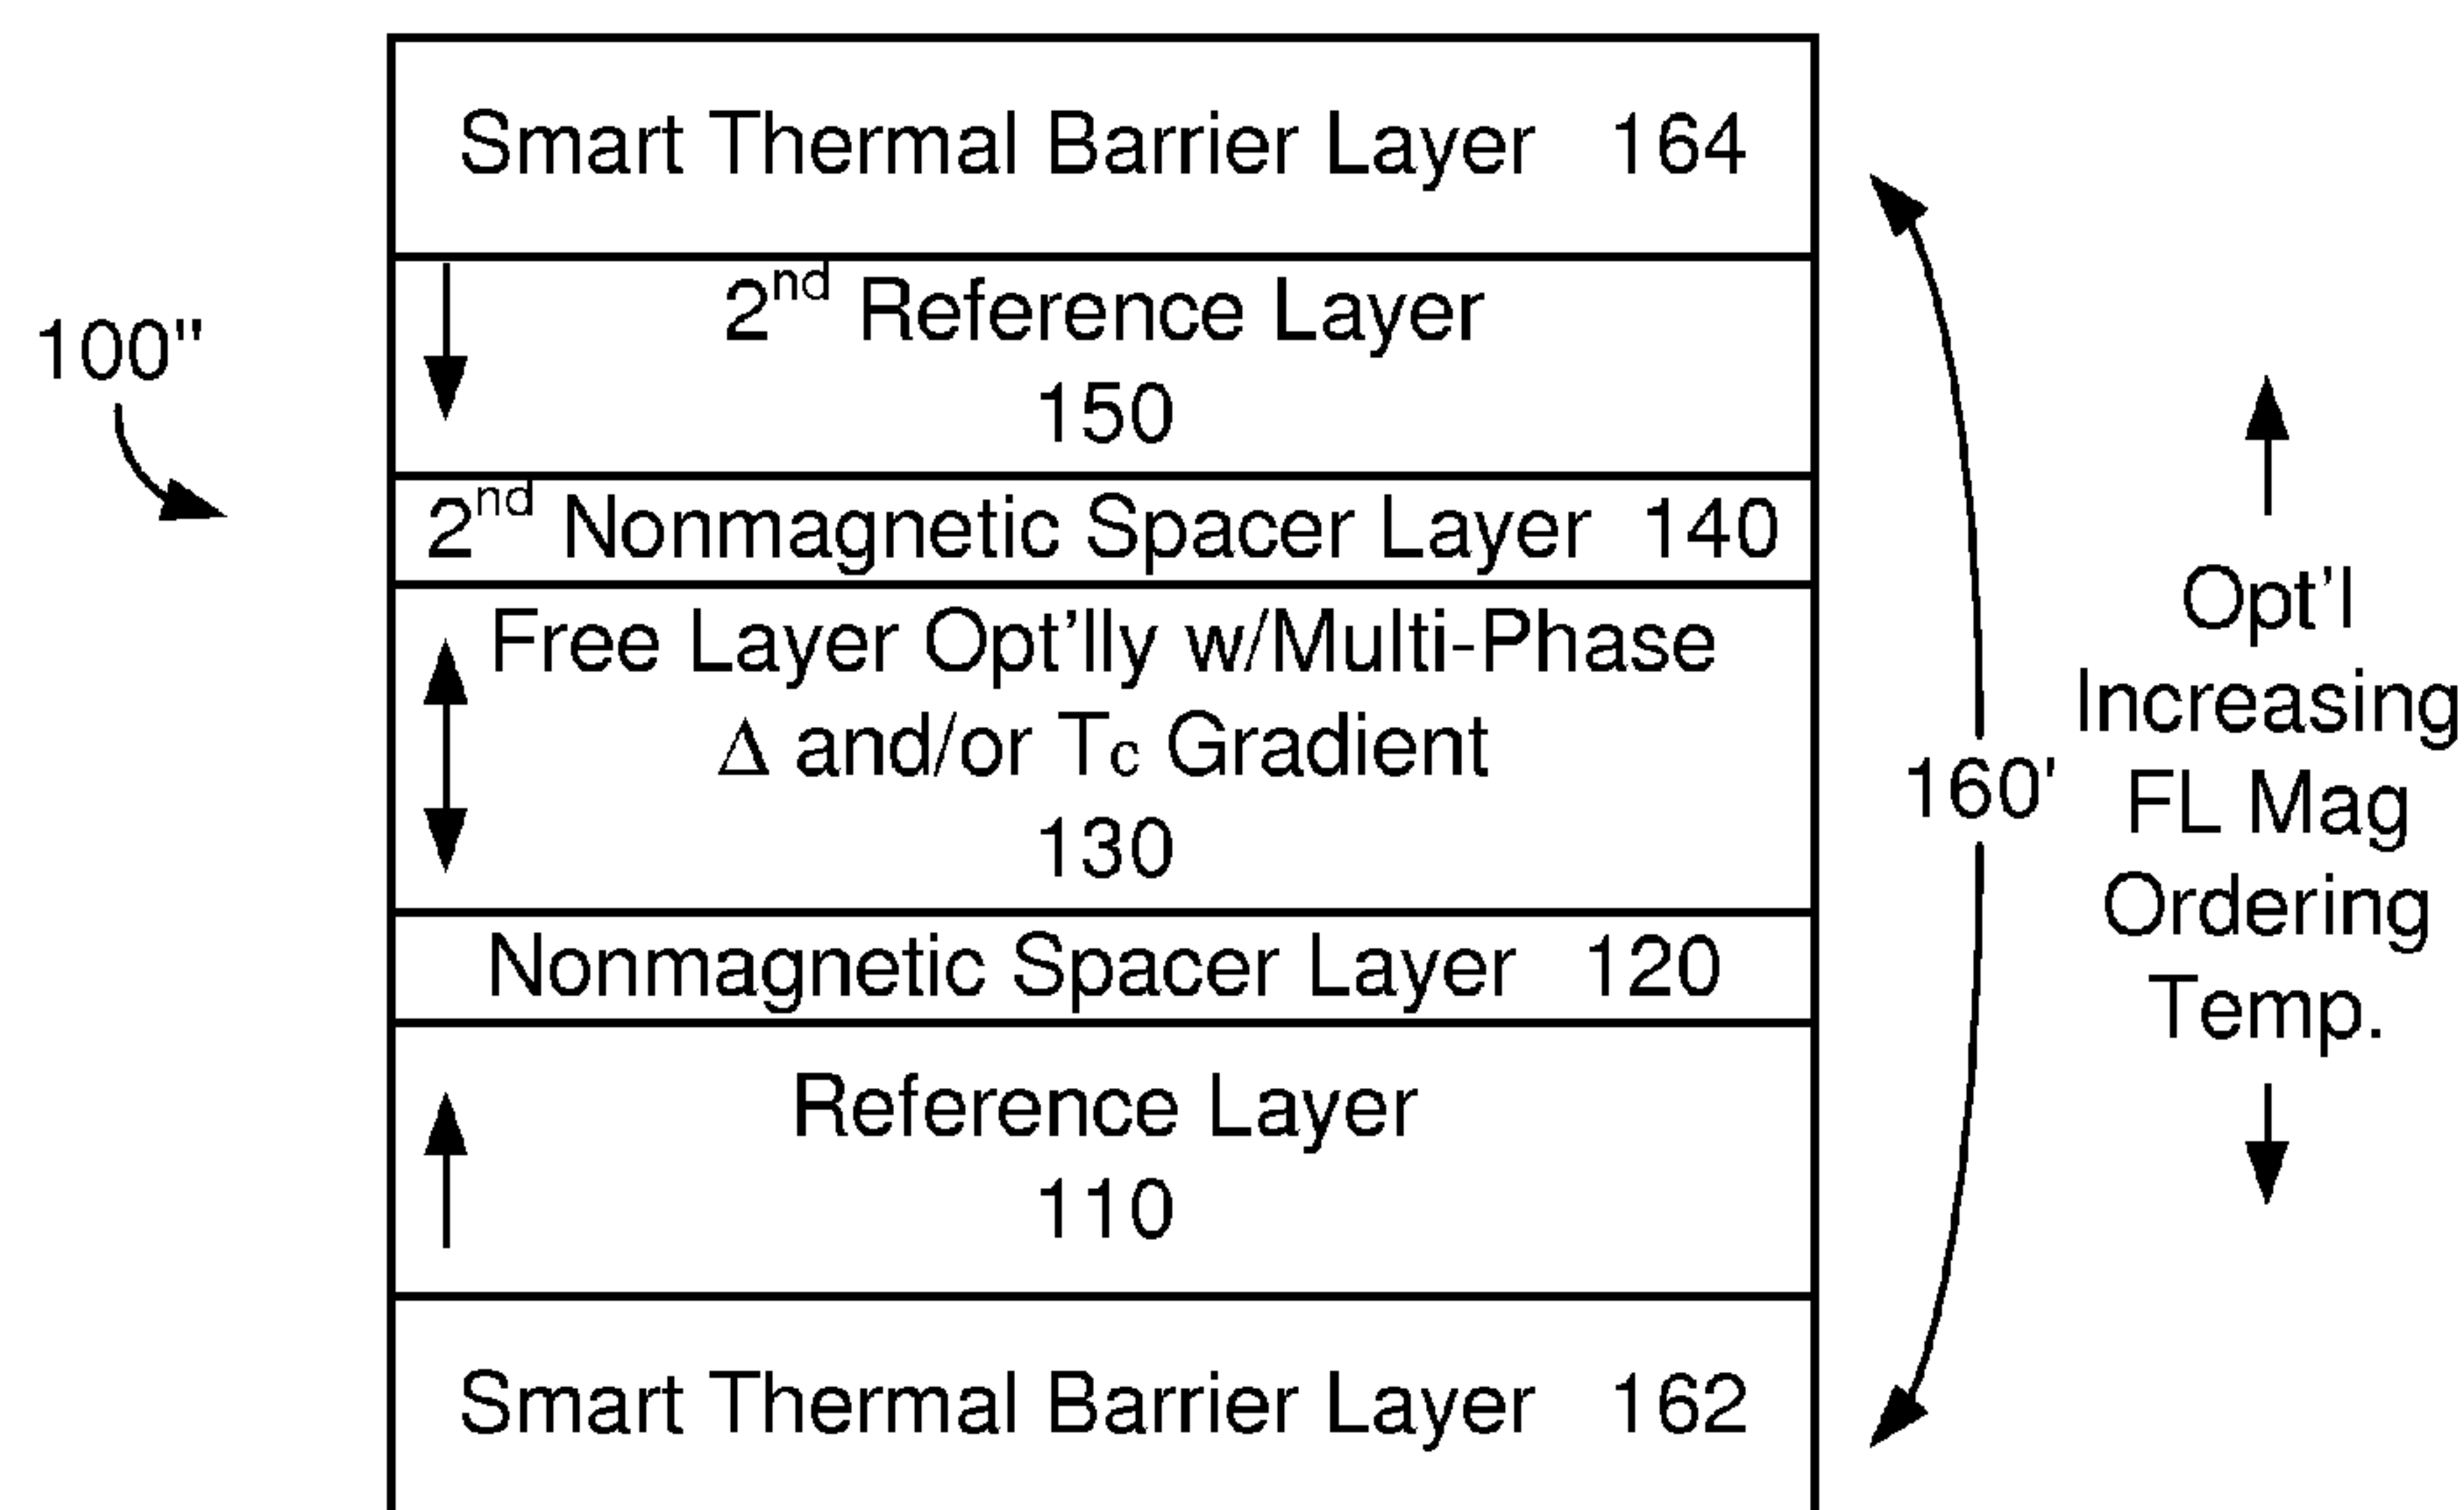 Smart Thermal Barrier Layer 164
2nd Reference Layer
150
100"
2nd Nonmagnetic Spacer Layer 140
Free Layer Opt'lly w/Multi-Phase
Δ and/or Tc Gradient
130
Nonmagnetic Spacer Layer 120
Reference Layer
110
Smart Thermal Barrier Layer 162
160'
Opt'l
Increasing
FL Mag
Ordering
Temp.